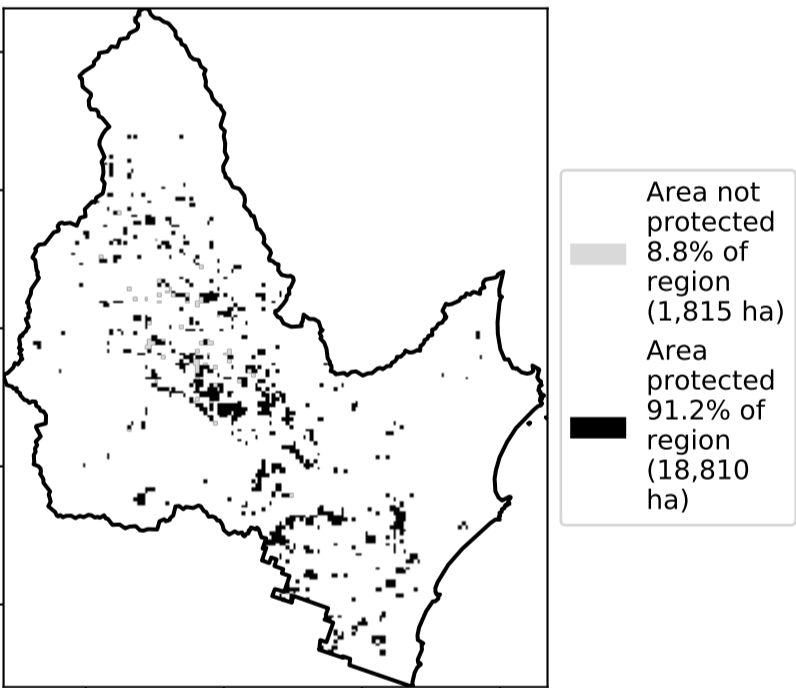 Area not
protected
8.8% of
region
(1,815 ha)
Area
protected
91.2% of
region
(18,810
ha)